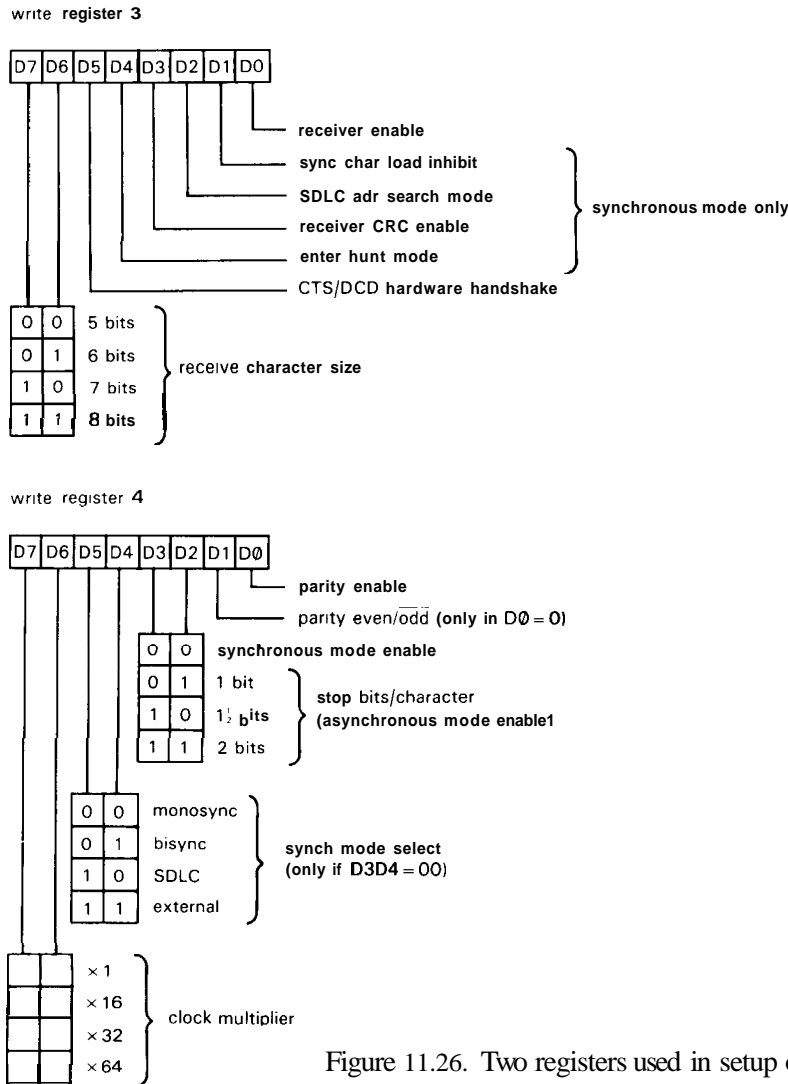 write register 3
D7 D6 D5 D4 D3 D2 D1 D0
receiver enable
sync char load inhibit
SDLC adr search mode
receiver CRC enable
enter hunt mode
synchronous mode only
CTS/DCD hardware handshake
0 0 5 bits
0 1 6 bits
1 0 7 bits
1 1 8 bits
receive character size
write register 4
D7 D6 D5 D4 D3 D2 D1 DØ
parity enable
parity even/odd (only in DØ = 0)
0 0 synchronous mode enable
0 1 1 bit
1 0 1½ bits
1 1 2 bits
stop bits/character
(asynchronous mode enable1
0 0 monosync
0 1 bisync
1 0 SDLC
1 1 external
synch mode select
(only if D3D4 = 00)
× 1
× 16
× 32
× 64
clock multiplier
Figure 11.26. Two registers used in setup